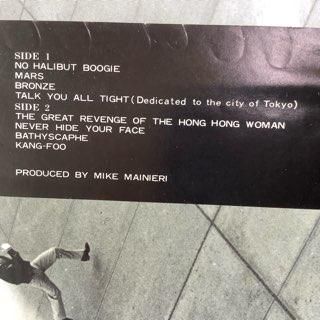 SIDE 1
NO HALIBUT BOOGIE
MARS
BRONZE
TALK YOU ALL TIGHT (Dedicated to the city of Tokyo)
SIDE 2
THE GREAT REVENGE OF THE HONG HONG WOMAN
NEVER HIDE YOUR FACE
BATHYSCAPHE
KANG-FOO
PRODUCED BY MIKE MAINIERI